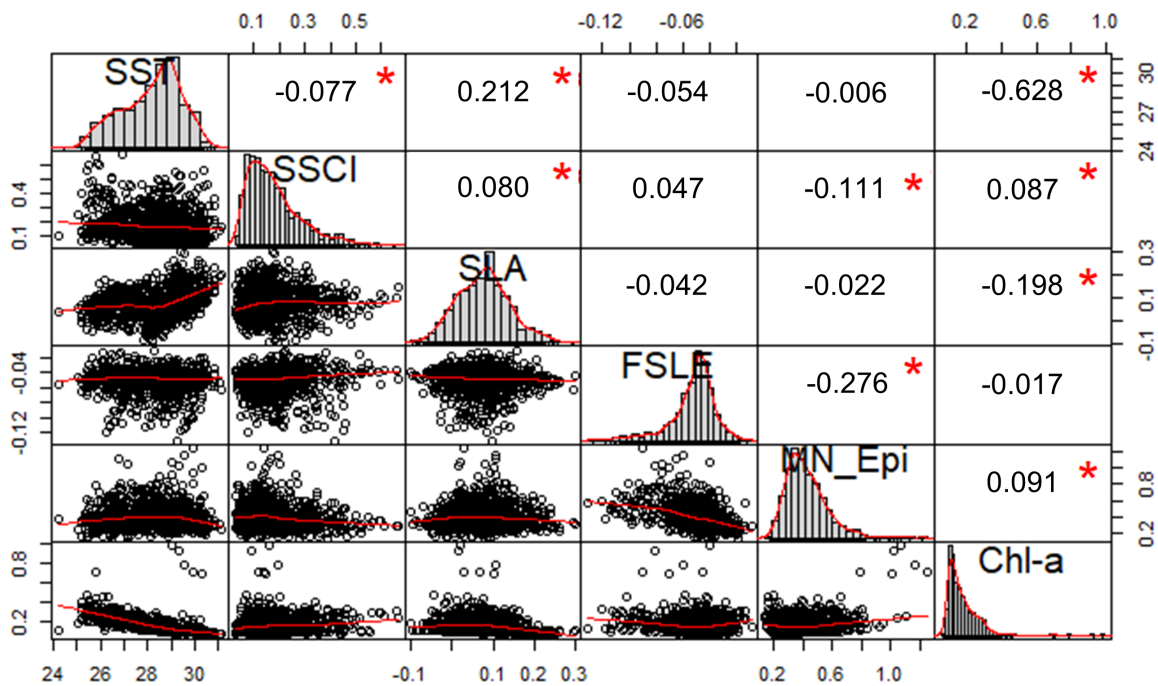 0.1 0.3 0.5 -0.12 -0.06 0.2 0.6 1.0
SST -0.077 * 0.212 * -0.054 -0.006 -0.628 * 24 27 30
0.1 0.4 SSCI 0.080 * 0.047 -0.111 * 0.087 *
SLA -0.042 -0.022 -0.198 * -0.1 0.1 0.3
-0.12 -0.04 FSLE -0.276 * -0.017
MN_Epi 0.091 * 0.2 0.8
0.2 0.8 Chl-a
24 26 28 30 -0.1 0.1 0.2 0.3 0.2 0.6 1.0